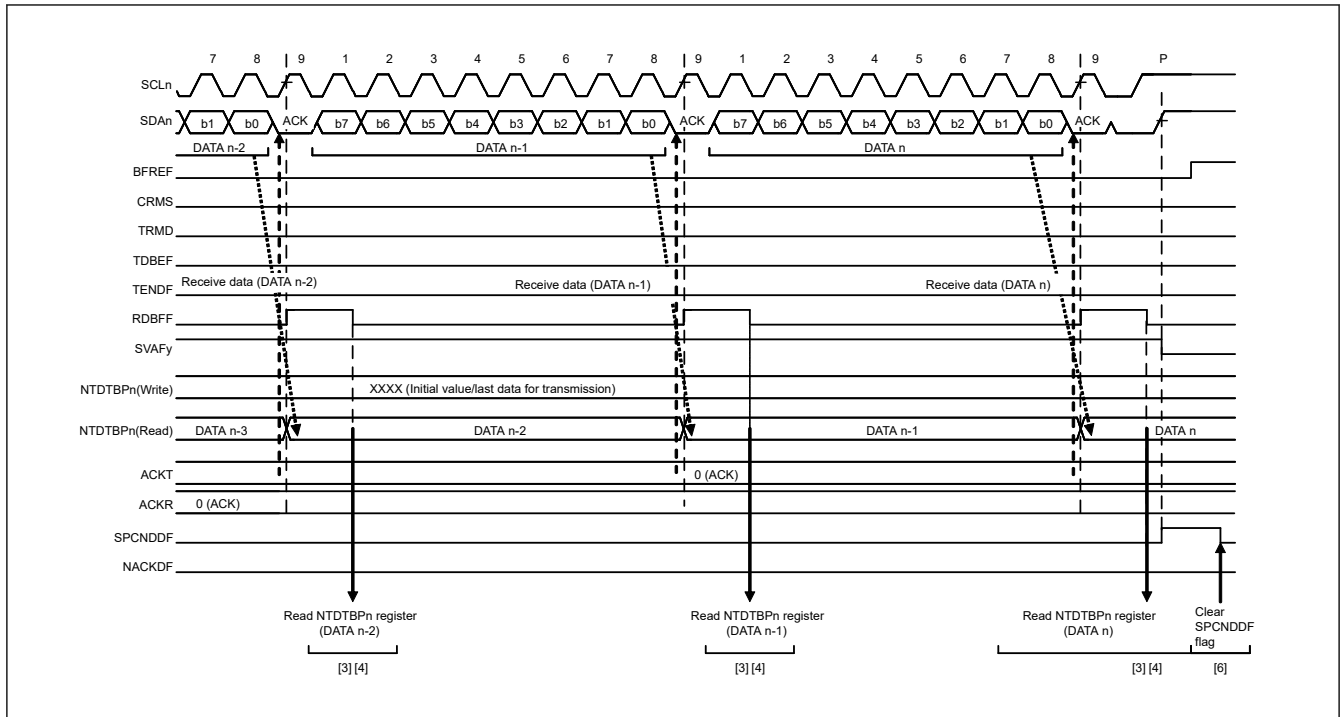 7 8 9 1 2 3 4 5 6 7 8 9 1 2 3 4 5 6 7 8 9 P
SCLn
SDAn b1 b0 ACK b7 b6 b5 b4 b3 b2 b1 b0 ACK b7 b6 b5 b4 b3 b2 b1 b0 ACK
DATA n-2 DATA n-1 DATA n
BFREF
CRMS
TRMD
TDBEF
Receive data (DATA n-2) Receive data (DATA n-1) Receive data (DATA n)
TENDF
RDBFF
SVAFy
NTDTBPn(Write) XXXX (Initial value/last data for transmission)
NTDTBPn(Read) DATA n-3 DATA n-2 DATA n-1 DATA n
ACKT 0 (ACK)
ACKR 0 (ACK)
SPCNDDF
NACKDF
Read NTDTBPn register
(DATA n-2)
[3] [4]
Read NTDTBPn register
(DATA n-1)
[3] [4]
Read NTDTBPn register
(DATA n)
[3] [4]
Clear
SPCNDDF
flag
[6]